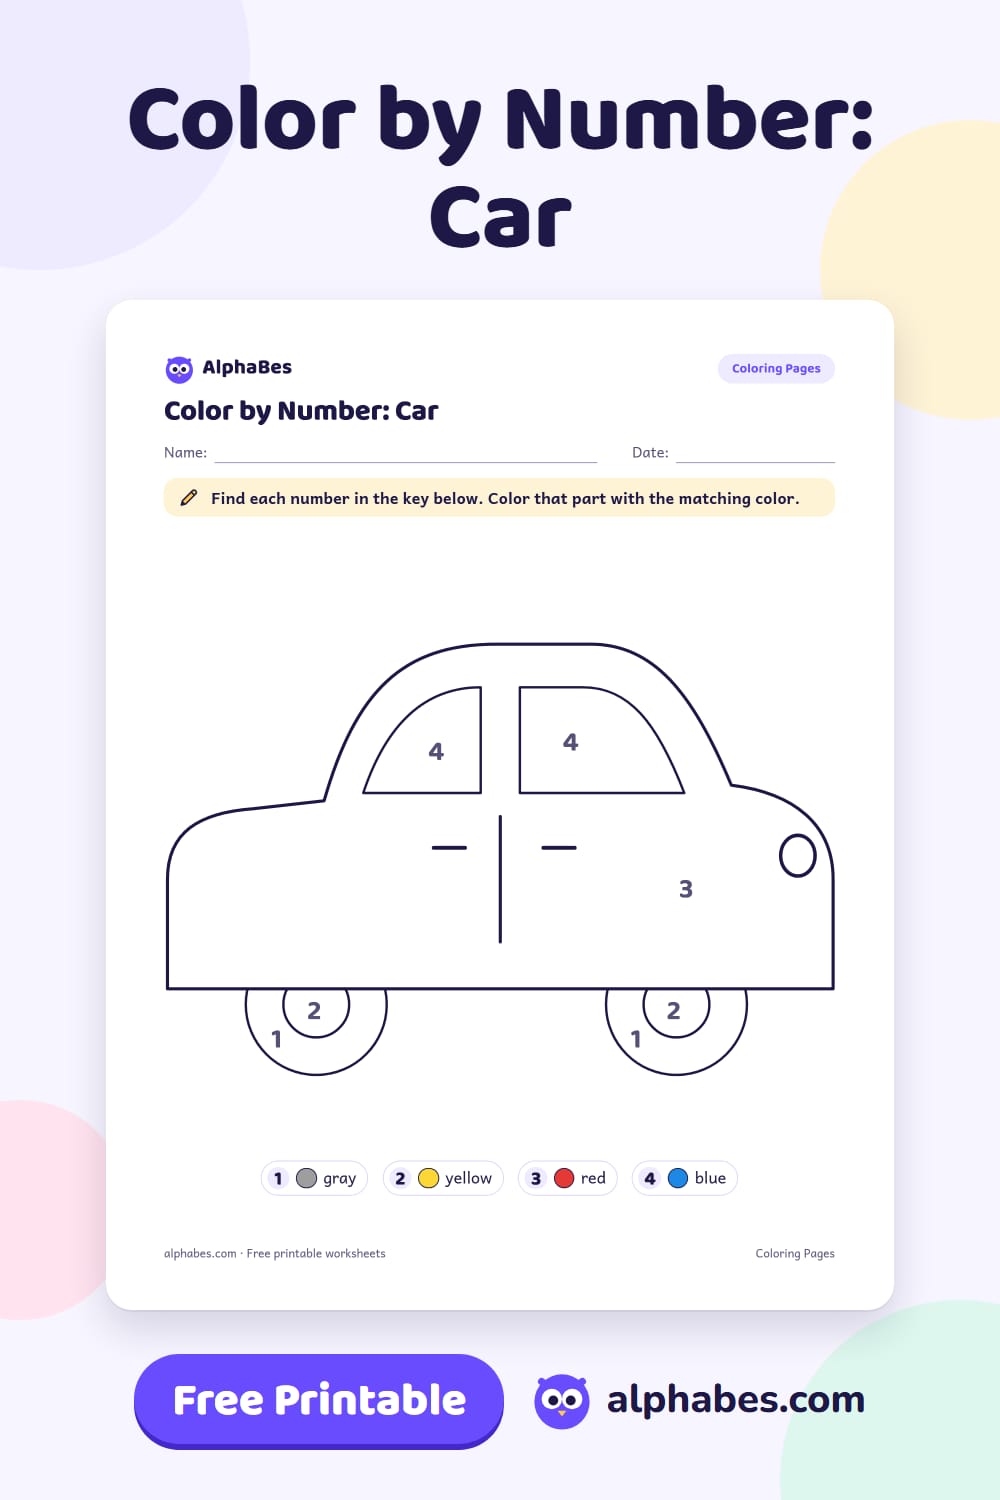 Color by Number:
Car
AlphaBes
Coloring Pages
Color by Number: Car
Name:
Date:
Find each number in the key below. Color that part with the matching color.
4
4
3
2
2
1
1
1 gray
2 yellow
3 red
4 blue
alphabes.com · Free printable worksheets
Coloring Pages
Free Printable
alphabes.com